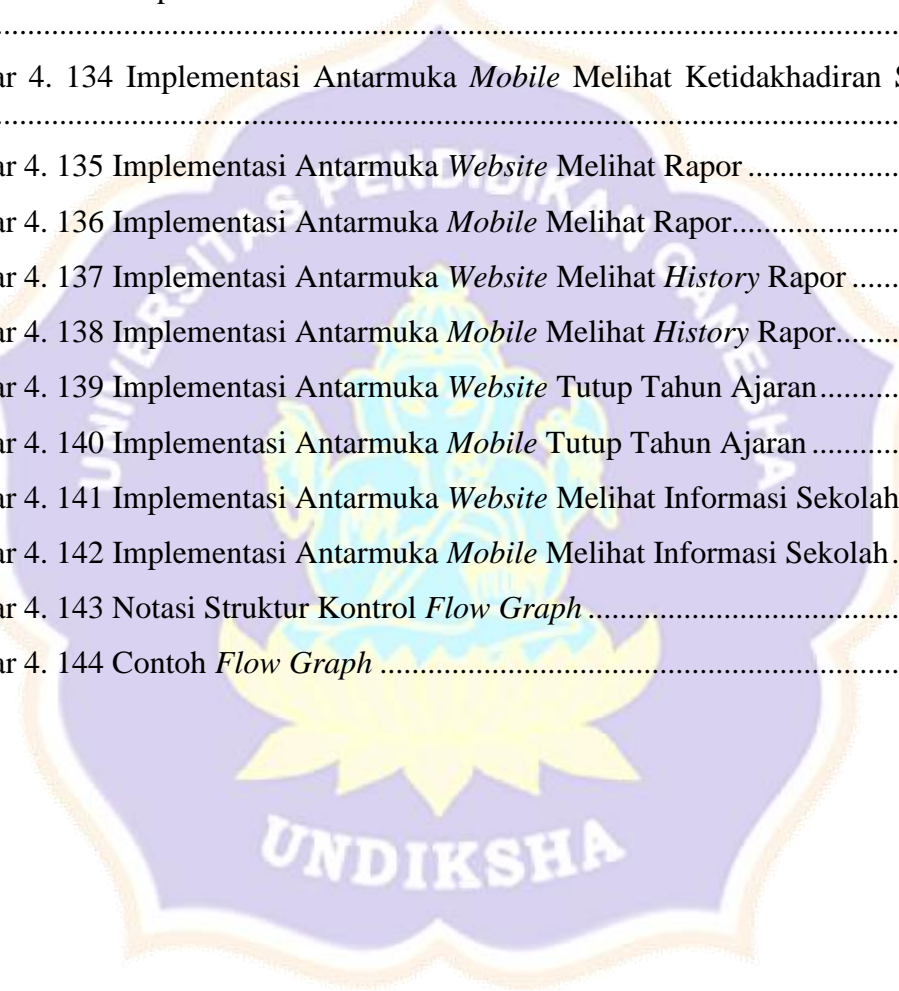 ar 4. 134 Implementasi Antarmuka Mobile Melihat Ketidakhadiran S
ar 4. 135 Implementasi Antarmuka Website Melihat Rapor
ar 4. 136 Implementasi Antarmuka Mobile Melihat Rapor
ar 4. 137 Implementasi Antarmuka Website Melihat History Rapor
ar 4. 138 Implementasi Antarmuka Mobile Melihat History Rapor
ar 4. 139 Implementasi Antarmuka Website Tutup Tahun Ajaran
ar 4. 140 Implementasi Antarmuka Mobile Tutup Tahun Ajaran
ar 4. 141 Implementasi Antarmuka Website Melihat Informasi Sekolah
ar 4. 142 Implementasi Antarmuka Mobile Melihat Informasi Sekolah
ar 4. 143 Notasi Struktur Kontrol Flow Graph
ar 4. 144 Contoh Flow Graph
UNIVERSITAS PENDIDIKAN GANESHA
UNDIKSHA